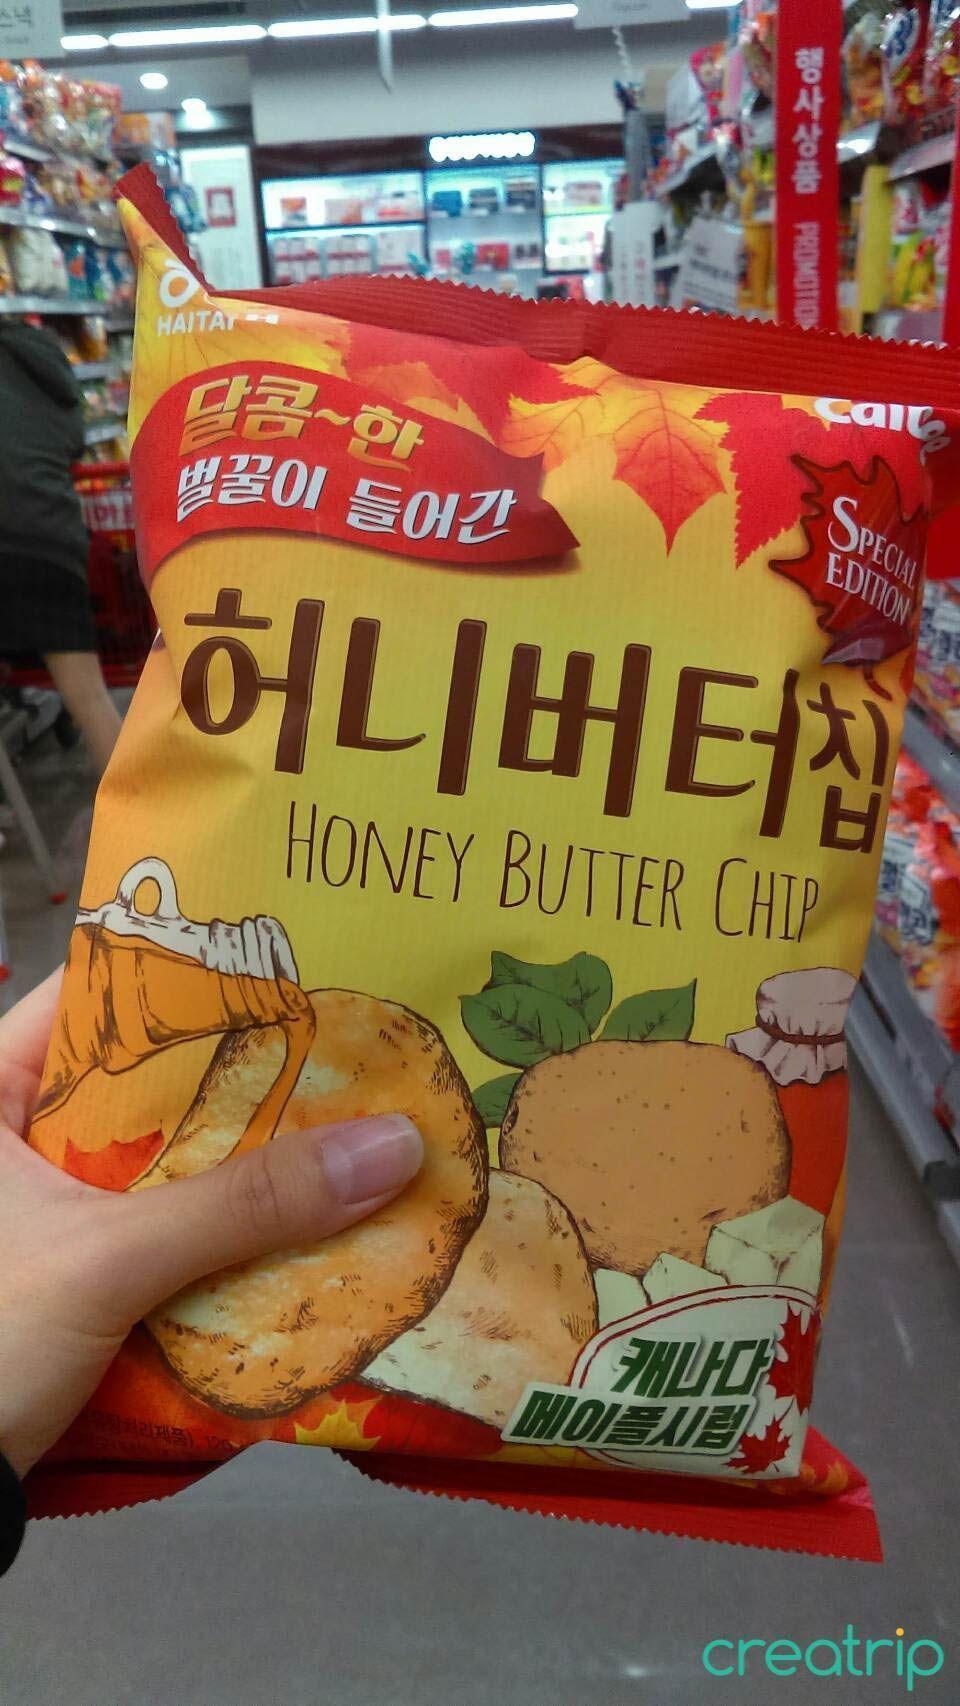 행사상품 PROMOTION
HAITAI
Calbee
달콤~한
벌꿀이 들어간
SPECIAL
EDITION
허니버터칩
HONEY BUTTER CHIP
캐나다
메이플시럽
creatrip